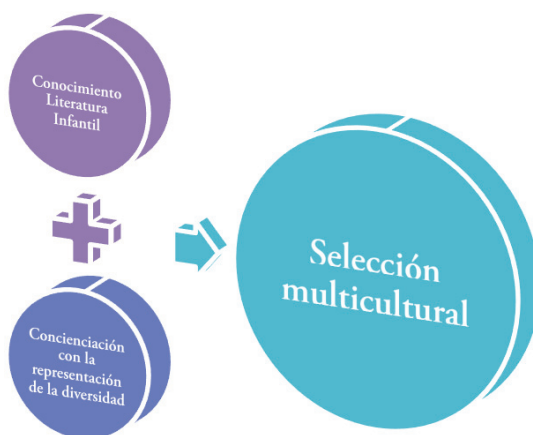 Conocimiento
Literatura
Infantil
Concienciación
con la
representación
de la diversidad
Selección
multicultural